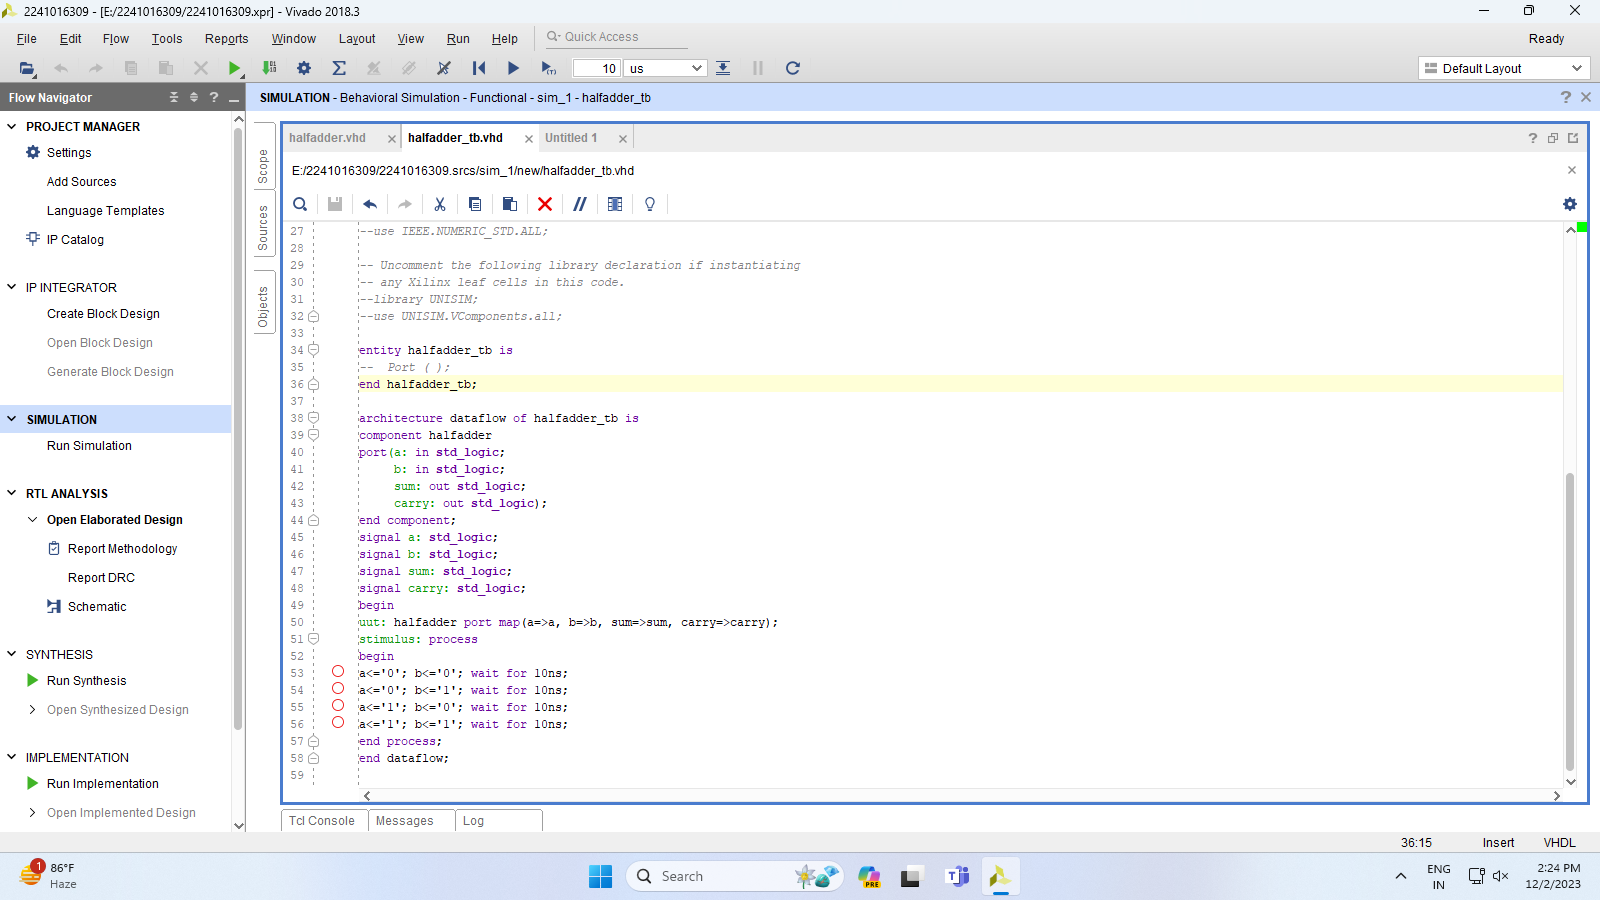 2241016309 - [E:/2241016309/2241016309.xpr] - Vivado 2018.3
File Edit Flow Tools Reports Window Layout View Run Help
Quick Access
Ready
10 us
Default Layout
Flow Navigator
SIMULATION - Behavioral Simulation - Functional - sim_1 - halfadder_tb
PROJECT MANAGER
Settings
Add Sources
Language Templates
IP Catalog
IP INTEGRATOR
Create Block Design
Open Block Design
Generate Block Design
SIMULATION
Run Simulation
RTL ANALYSIS
Open Elaborated Design
Report Methodology
Report DRC
Schematic
SYNTHESIS
Run Synthesis
Open Synthesized Design
IMPLEMENTATION
Run Implementation
Open Implemented Design
Scope
Sources
Objects
halfadder.vhd
halfadder_tb.vhd
Untitled 1
E:/2241016309/2241016309.srcs/sim_1/new/halfadder_tb.vhd
27 --use IEEE.NUMERIC_STD.ALL;
28
29 -- Uncomment the following library declaration if instantiating
30 -- any Xilinx leaf cells in this code.
31 --library UNISIM;
32 --use UNISIM.VComponents.all;
33
34 entity halfadder_tb is
35 --  Port ( );
36 end halfadder_tb;
37
38 architecture dataflow of halfadder_tb is
39 component halfadder
40 port(a: in std_logic;
41 b: in std_logic;
42 sum: out std_logic;
43 carry: out std_logic);
44 end component;
45 signal a: std_logic;
46 signal b: std_logic;
47 signal sum: std_logic;
48 signal carry: std_logic;
49 begin
50 uut: halfadder port map(a=>a, b=>b, sum=>sum, carry=>carry);
51 stimulus: process
52 begin
53 a<='0'; b<='0'; wait for 10ns;
54 a<='0'; b<='1'; wait for 10ns;
55 a<='1'; b<='0'; wait for 10ns;
56 a<='1'; b<='1'; wait for 10ns;
57 end process;
58 end dataflow;
59
Tcl Console
Messages
Log
36:15
Insert
VHDL
1
86°F
Haze
Search
PRE
ENG
IN
2:24 PM
12/2/2023